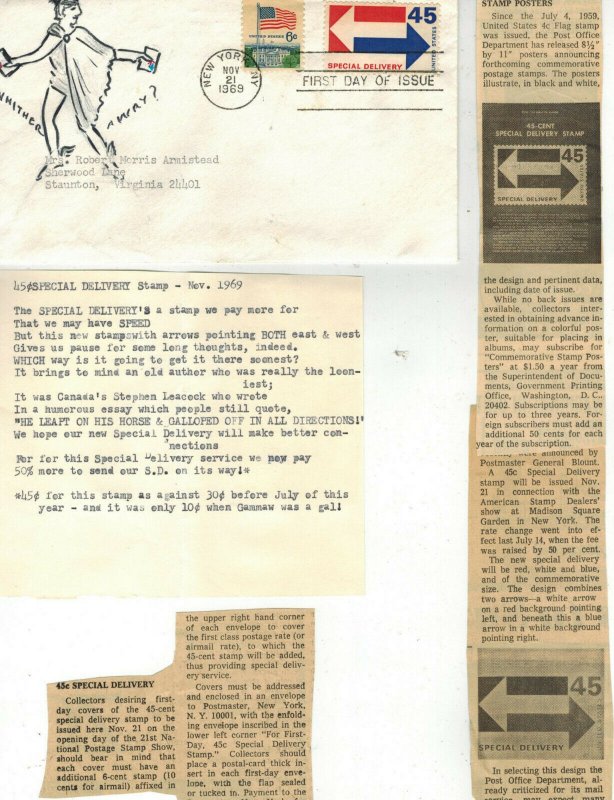 6¢
UNITED STATES
45
UNITED STATES
SPECIAL DELIVERY
NEW YORK, NY
NOV
21
1969
FIRST DAY OF ISSUE
WHITHER AWAY?
Mrs. Robert Morris Armistead
Sherwood Lane
Staunton, Virginia 24401
45¢SPECIAL DELIVERY Stamp - Nov. 1969
The SPECIAL DELIVERY'S a stamp we pay more for
That we may have SPEED
But this new stampswith arrows pointing BOTH east & west
Gives us pause for some long thoughts, indeed.
WHICH way is it going to get it there soonest?
It brings to mind an old author who was really the loon-
iest;
It was Canada's Stephen Leacock who wrote
In a humorous essay which people still quote,
"HE LEAPT ON HIS HORSE & GALLOPED OFF IN ALL DIRECTIONS!"
We hope our new Special Delivery will make better con-
nections
For for this Special Delivery service we now pay
50% more to send our S.D. on its way!*
*45¢ for this stamp as against 30¢ before July of this
year - and it was only 10¢ when Gammaw was a gal!
STAMP POSTERS
Since the July 4, 1959,
United States 4c Flag stamp
was issued, the Post Office
Department has released 8½"
by 11" posters announcing
forthcoming commemorative
postage stamps. The posters
illustrate, in black and white,
45-CENT
SPECIAL DELIVERY STAMP
45
UNITED STATES
SPECIAL DELIVERY
the design and pertinent data,
including date of issue.
While no back issues are
available, collectors inter-
ested in obtaining advance in-
formation on a colorful pos-
ter, suitable for placing in
albums, may subscribe for
"Commemorative Stamp Pos-
ters" at $1.50 a year from
the Superintendent of Docu-
ments, Government Printing
Office, Washington, D. C.,
20402. Subscriptions may be
for up to three years. For-
eign subscribers must add an
additional 50 cents for each
year of the subscription.
were announced by
Postmaster General Blount.
A 45c Special Delivery
stamp will be issued Nov.
21 in connection with the
American Stamp Dealers'
show at Madison Square
Garden in New York. The
rate change went into ef-
fect last July 14, when the fee
was raised by 50 per cent.
The new special delivery
will be red, white and blue,
and of the commemorative
size. The design combines
two arrows—a white arrow
on a red background pointing
left, and beneath this a blue
arrow in a white background
pointing right.
45
UNITED STATES
SPECIAL DELIVERY
In selecting this design the
Post Office Department, al-
ready criticized for its mail
service may expect many
45c SPECIAL DELIVERY
Collectors desiring first-
day covers of the 45-cent
special delivery stamp to be
issued here Nov. 21 on the
opening day of the 21st Na-
tional Postage Stamp Show,
should bear in mind that
each cover must have an
additional 6-cent stamp (10
cents for airmail) affixed in
the upper right hand corner
of each envelope to cover
the first class postage rate (or
airmail rate), to which the
45-cent stamp will be added,
thus providing special deliv-
ery service.
Covers must be addressed
and enclosed in an envelope
to Postmaster, New York,
N. Y. 10001, with the enfold-
ing envelope inscribed in the
lower left corner "For First-
Day, 45c Special Delivery
Stamp." Collectors should
place a postal-card thick in-
sert in each first-day enve-
lope, with the flap sealed
or tucked in. Payment to the